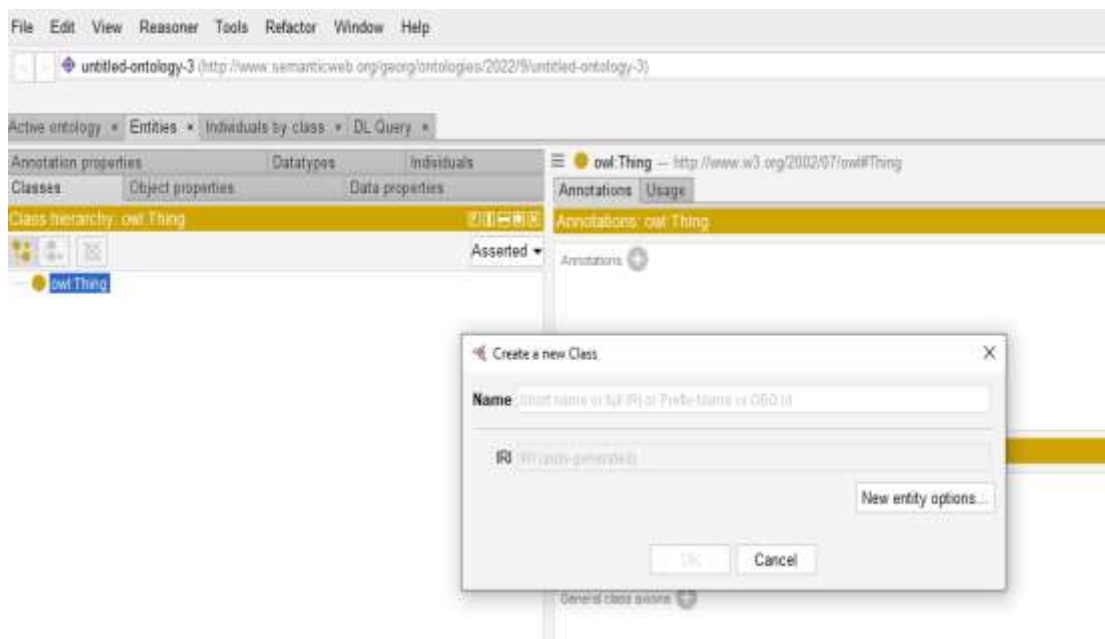 File Edit View Reasoner Tools Refactor Window Help
untitled-ontology-3 (http://www.semanticweb.org/georg/ontologies/2022/9/untitled-ontology-3)
Active ontology × Entities × Individuals by class × DL Query ×
Annotation properties Datatypes Individuals
Classes Object properties Data properties
Class hierarchy: owl:Thing
Asserted
owl:Thing
owl:Thing — http://www.w3.org/2002/07/owl#Thing
Annotations Usage
Annotations: owl:Thing
Annotations
Create a new Class
Name Short name or full IRI or Prefix-Name or OBO Id
IRI IRI (auto-generated)
New entity options...
OK Cancel
General class axioms